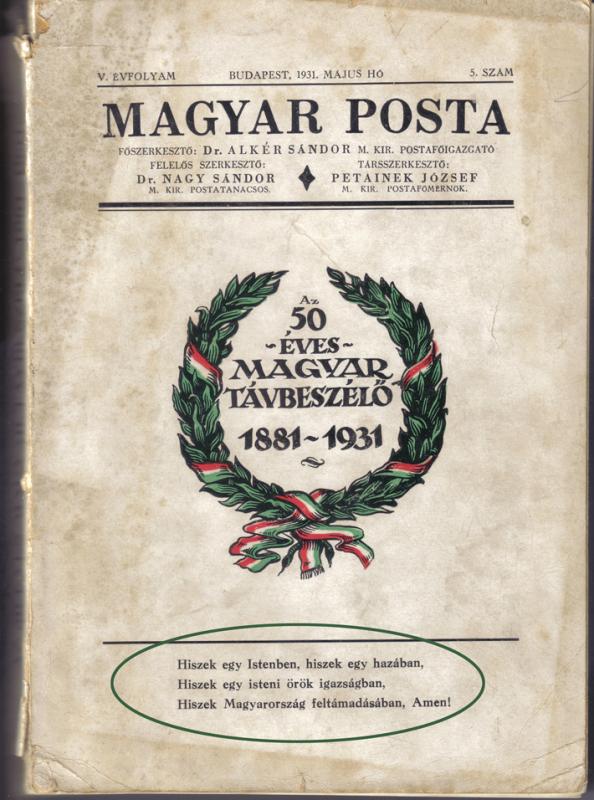 V. ÉVFOLYAM BUDAPEST, 1931. MÁJUS HÓ 5. SZÁM
MAGYAR POSTA
FŐSZERKESZTŐ: Dr. ALKÉR SÁNDOR M. KIR. POSTAFŐIGAZGATÓ
FELELŐS SZERKESZTŐ: TÁRSSZERKESZTŐ:
Dr. NAGY SÁNDOR PETAINEK JÓZSEF
M. KIR. POSTATANÁCSOS. M. KIR. POSTAFŐMÉRNÖK.
Az
50
~ÉVES~
MAGYAR
TÁVBESZÉLŐ
1881~1931
Hiszek egy Istenben, hiszek egy hazában,
Hiszek egy isteni örök igazságban,
Hiszek Magyarország feltámadásában, Amen!